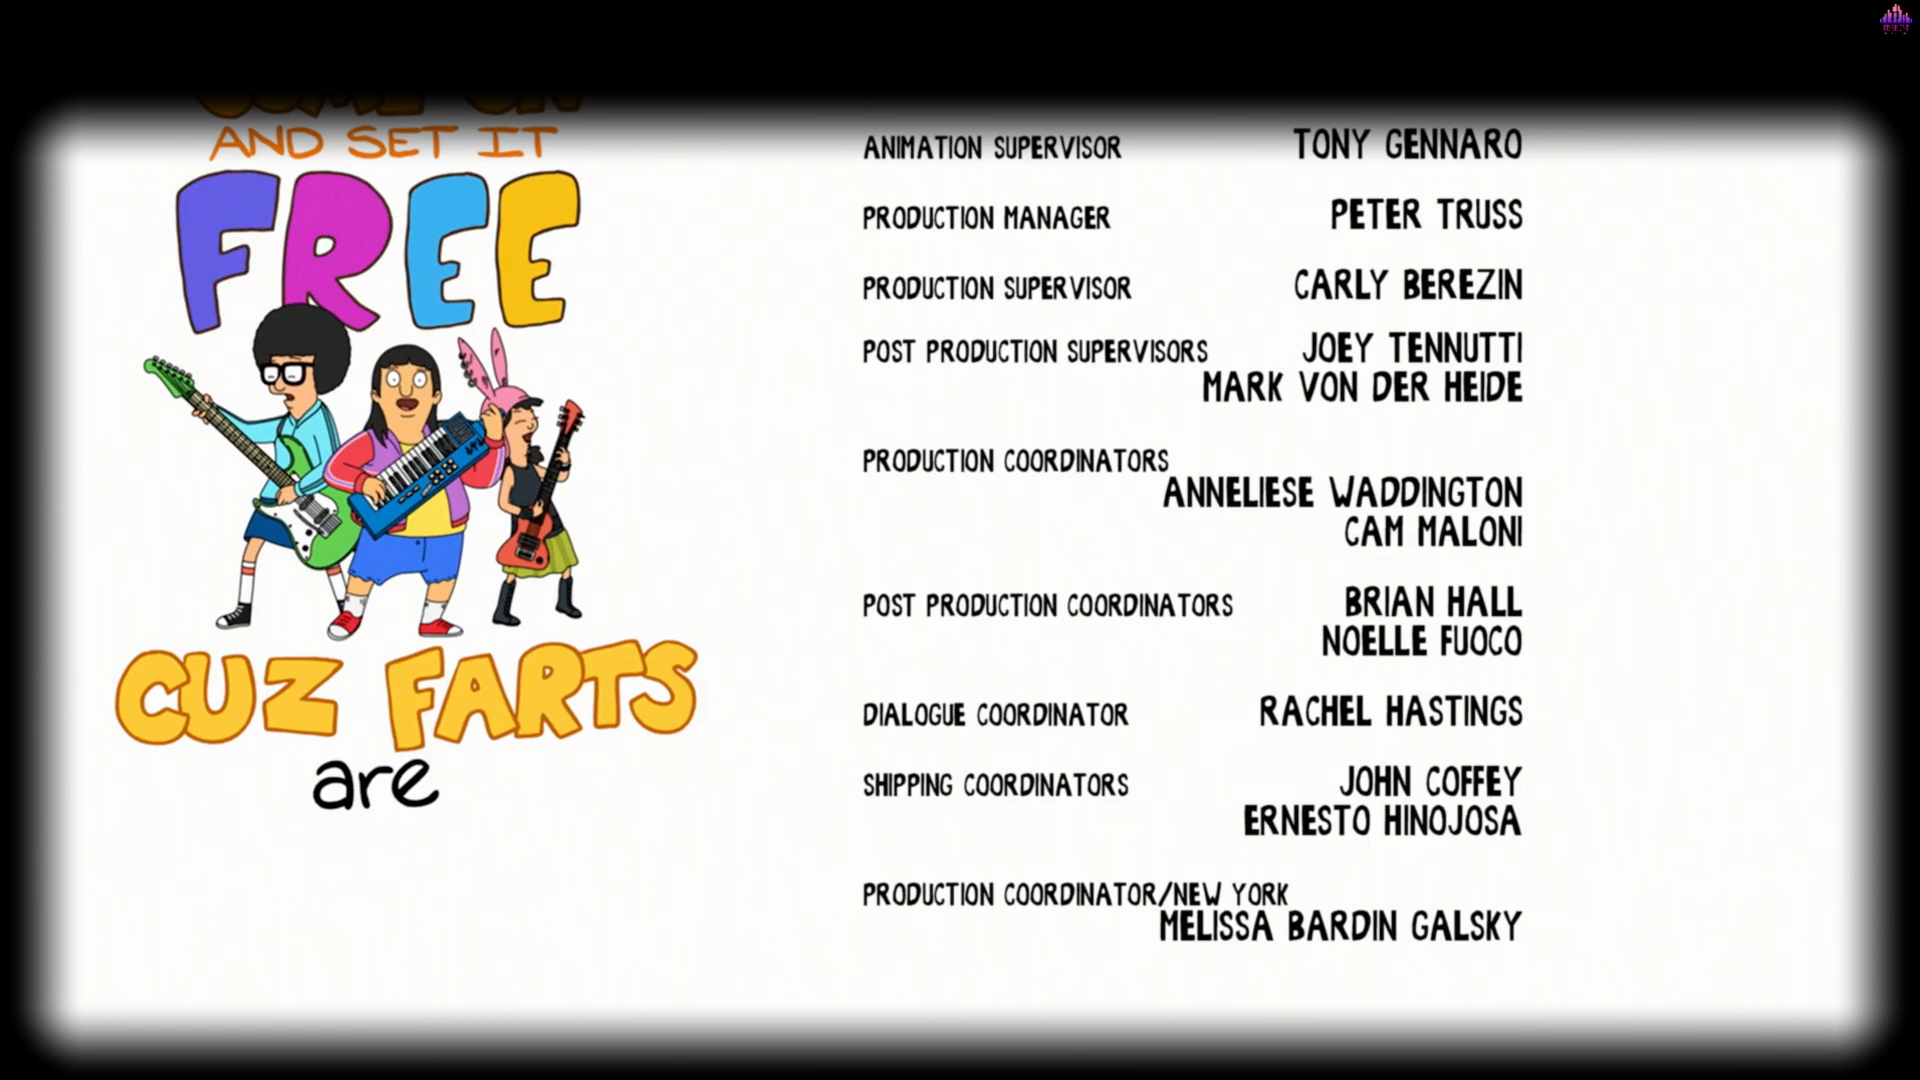 COME ON
AND SET IT
FREE
CUZ FARTS
are
ANIMATION SUPERVISOR TONY GENNARO
PRODUCTION MANAGER PETER TRUSS
PRODUCTION SUPERVISOR CARLY BEREZIN
POST PRODUCTION SUPERVISORS JOEY TENNUTTI
MARK VON DER HEIDE
PRODUCTION COORDINATORS
ANNELIESE WADDINGTON
CAM MALONI
POST PRODUCTION COORDINATORS BRIAN HALL
NOELLE FUOCO
DIALOGUE COORDINATOR RACHEL HASTINGS
SHIPPING COORDINATORS JOHN COFFEY
ERNESTO HINOJOSA
PRODUCTION COORDINATOR/NEW YORK
MELISSA BARDIN GALSKY